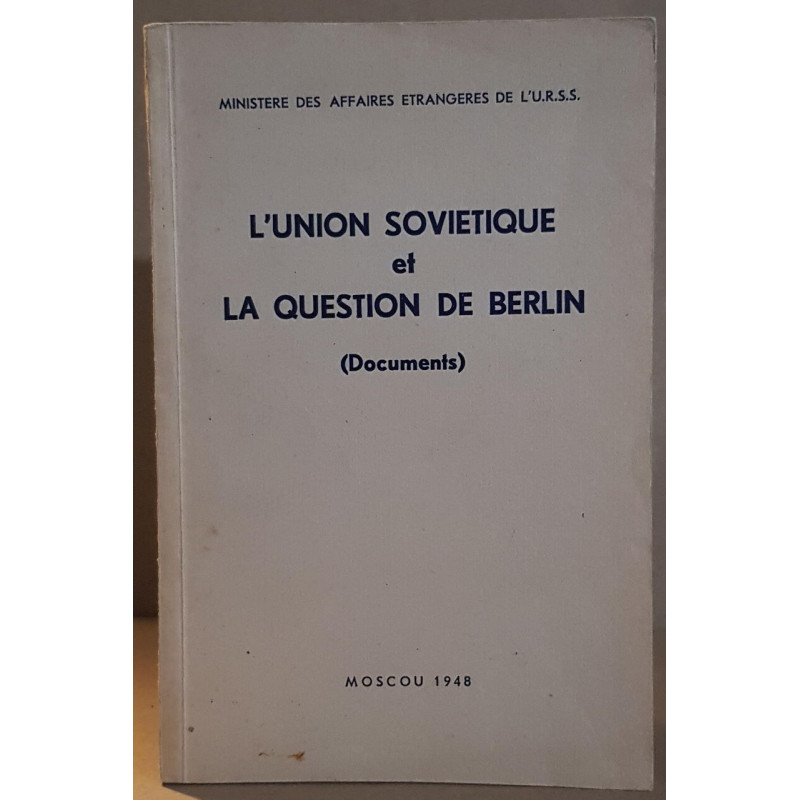 MINISTERE DES AFFAIRES ETRANGERES DE L'U.R.S.S.
L'UNION SOVIETIQUE
et
LA QUESTION DE BERLIN
(Documents)
MOSCOU 1948